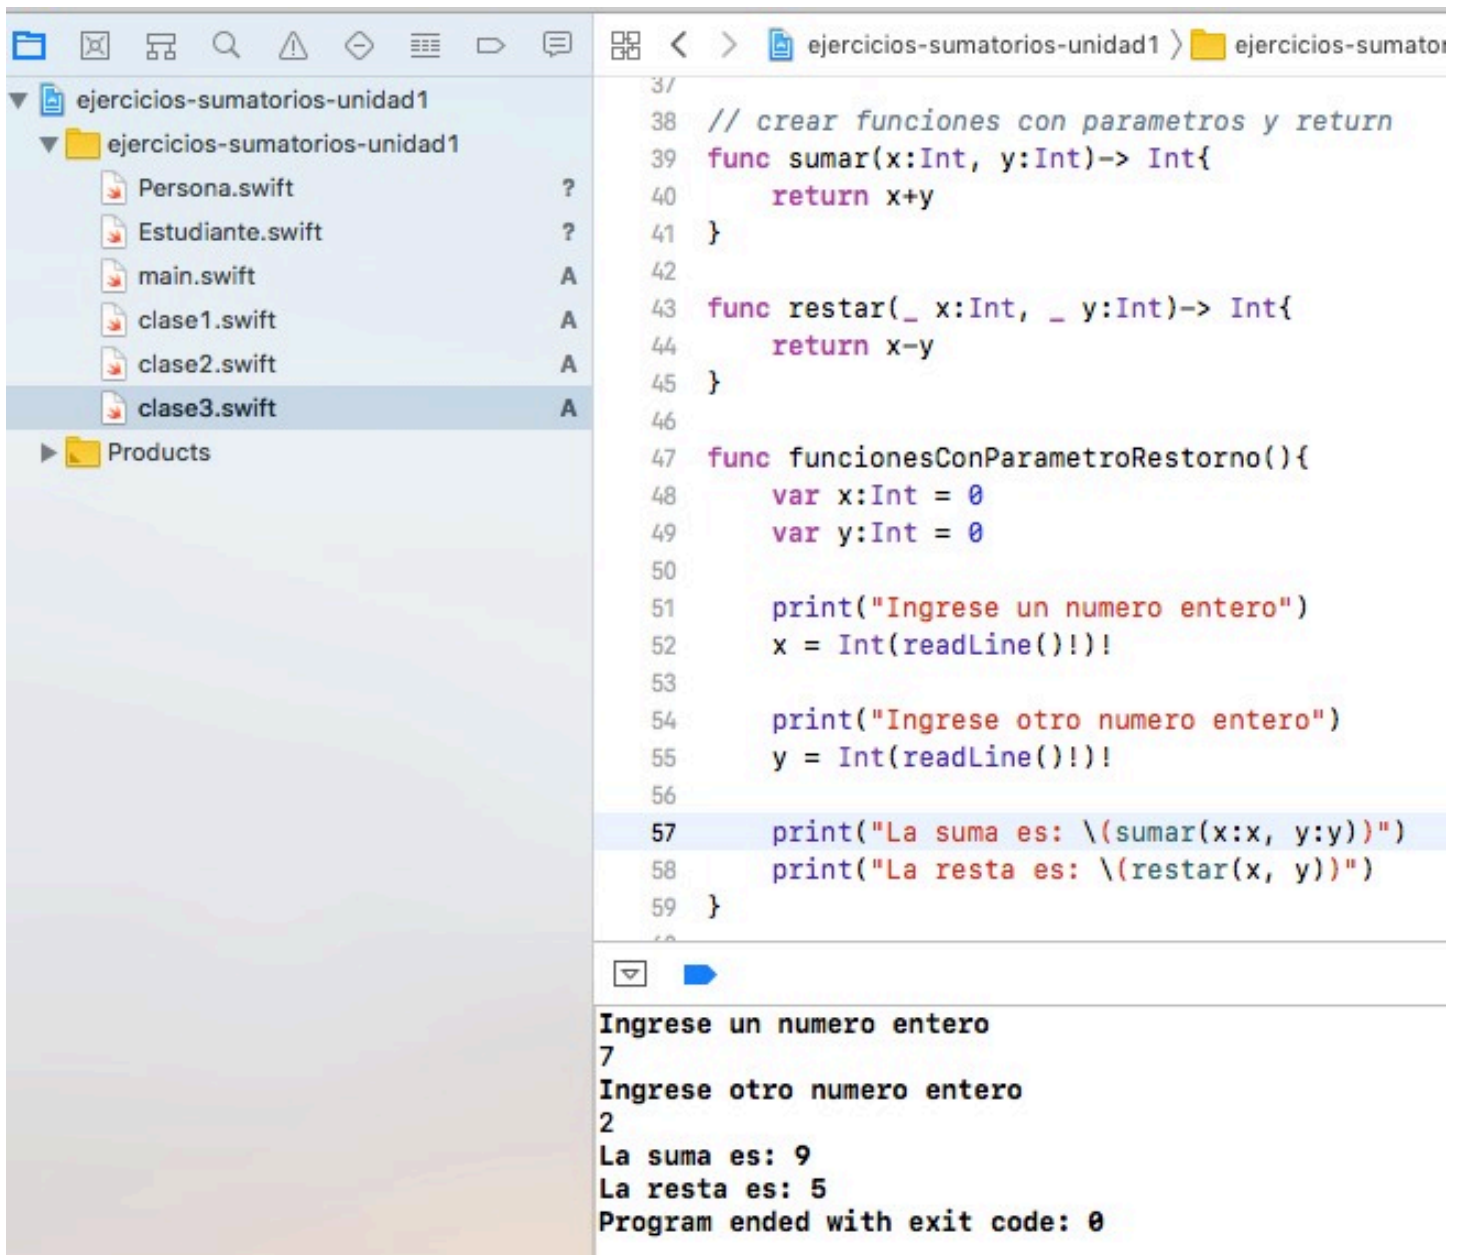 ejercicios-sumatorios-unidad1
ejercicios-sumatorios-unidad1
Persona.swift ?
Estudiante.swift ?
main.swift A
clase1.swift A
clase2.swift A
clase3.swift A
Products
ejercicios-sumatorios-unidad1 ejercicios-sumator
37
38 // crear funciones con parametros y return
39 func sumar(x:Int, y:Int)-> Int{
40 return x+y
41 }
42
43 func restar(_ x:Int, _ y:Int)-> Int{
44 return x-y
45 }
46
47 func funcionesConParametroRestorno(){
48 var x:Int = 0
49 var y:Int = 0
50
51 print("Ingrese un numero entero")
52 x = Int(readLine()!)!
53
54 print("Ingrese otro numero entero")
55 y = Int(readLine()!)!
56
57 print("La suma es: \(sumar(x:x, y:y))")
58 print("La resta es: \(restar(x, y))")
59 }
Ingrese un numero entero
7
Ingrese otro numero entero
2
La suma es: 9
La resta es: 5
Program ended with exit code: 0